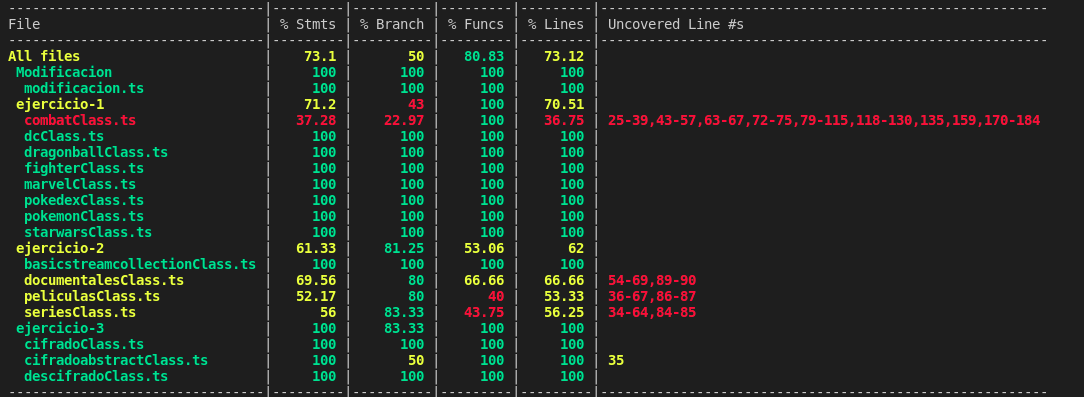 --------------------------------|---------|----------|---------|---------|--------------------------------------------------------
File                            | % Stmts | % Branch | % Funcs | % Lines | Uncovered Line #s
--------------------------------|---------|----------|---------|---------|--------------------------------------------------------
All files                       |    73.1 |       50 |   80.83 |   73.12 |
 Modificacion                   |     100 |      100 |     100 |     100 |
  modificacion.ts               |     100 |      100 |     100 |     100 |
 ejercicio-1                    |    71.2 |       43 |     100 |   70.51 |
  combatClass.ts                |   37.28 |    22.97 |     100 |   36.75 | 25-39,43-57,63-67,72-75,79-115,118-130,135,159,170-184
  dcClass.ts                    |     100 |      100 |     100 |     100 |
  dragonballClass.ts            |     100 |      100 |     100 |     100 |
  fighterClass.ts               |     100 |      100 |     100 |     100 |
  marvelClass.ts                |     100 |      100 |     100 |     100 |
  pokedexClass.ts               |     100 |      100 |     100 |     100 |
  pokemonClass.ts               |     100 |      100 |     100 |     100 |
  starwarsClass.ts              |     100 |      100 |     100 |     100 |
 ejercicio-2                    |   61.33 |    81.25 |   53.06 |      62 |
  basicstreamcollectionClass.ts |     100 |      100 |     100 |     100 |
  documentalesClass.ts          |   69.56 |       80 |   66.66 |   66.66 | 54-69,89-90
  peliculasClass.ts             |   52.17 |       80 |      40 |   53.33 | 36-67,86-87
  seriesClass.ts                |      56 |    83.33 |   43.75 |   56.25 | 34-64,84-85
 ejercicio-3                    |     100 |    83.33 |     100 |     100 |
  cifradoClass.ts               |     100 |      100 |     100 |     100 |
  cifradoabstractClass.ts       |     100 |       50 |     100 |     100 | 35
  descifradoClass.ts            |     100 |      100 |     100 |     100 |
--------------------------------|---------|----------|---------|---------|--------------------------------------------------------